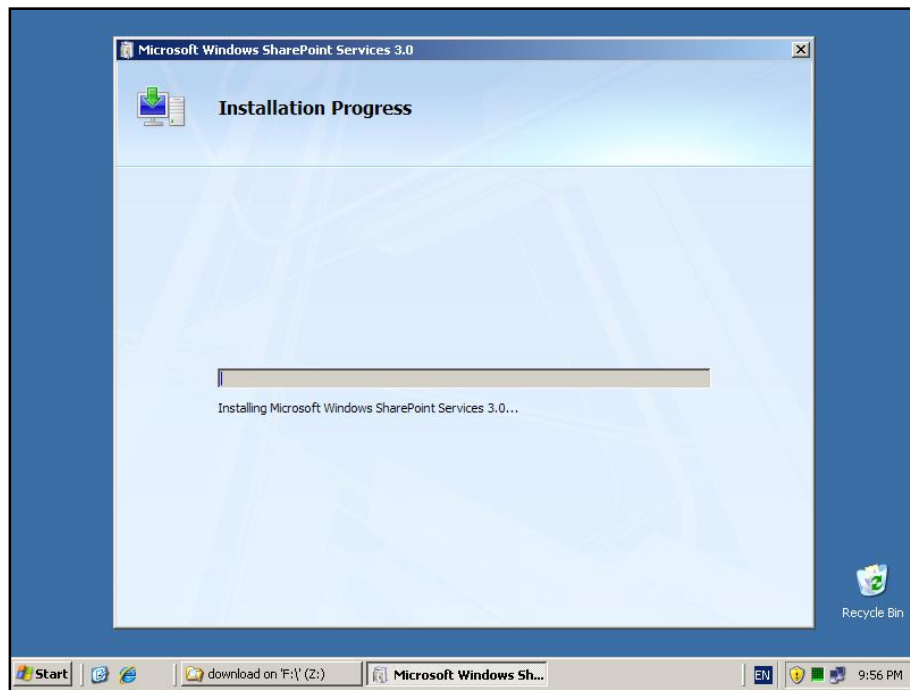 Microsoft Windows SharePoint Services 3.0
Installation Progress
Installing Microsoft Windows SharePoint Services 3.0...
Recycle Bin
Start
download on 'F:\' (Z:)
Microsoft Windows Sh...
EN
9:56 PM